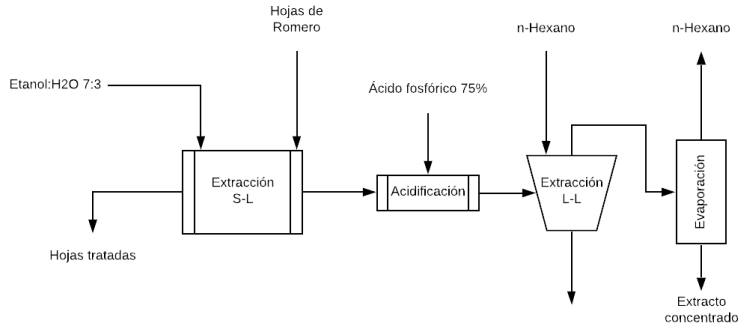 Hojas de
Romero
n-Hexano
n-Hexano
Etanol:H2O 7:3
Ácido fosfórico 75%
Extracción
S-L
Acidificación
Extracción
L-L
Evaporación
Hojas tratadas
Extracto
concentrado